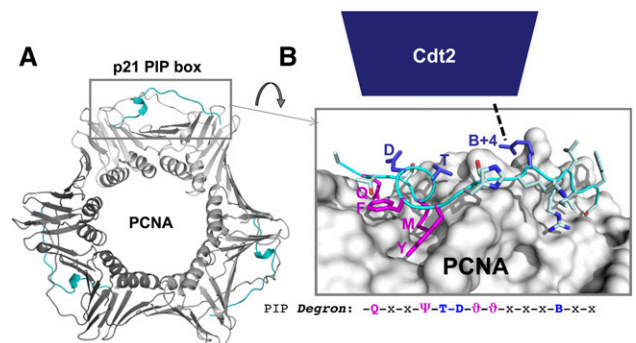 A
p21 PIP box
PCNA
B
Cdt2
D
T
B+4
Q
F
M
Y
PCNA
PIP Degron: -Q-x-x-Ψ-T-D-ϑ-ϑ-x-x-x-B-x-x